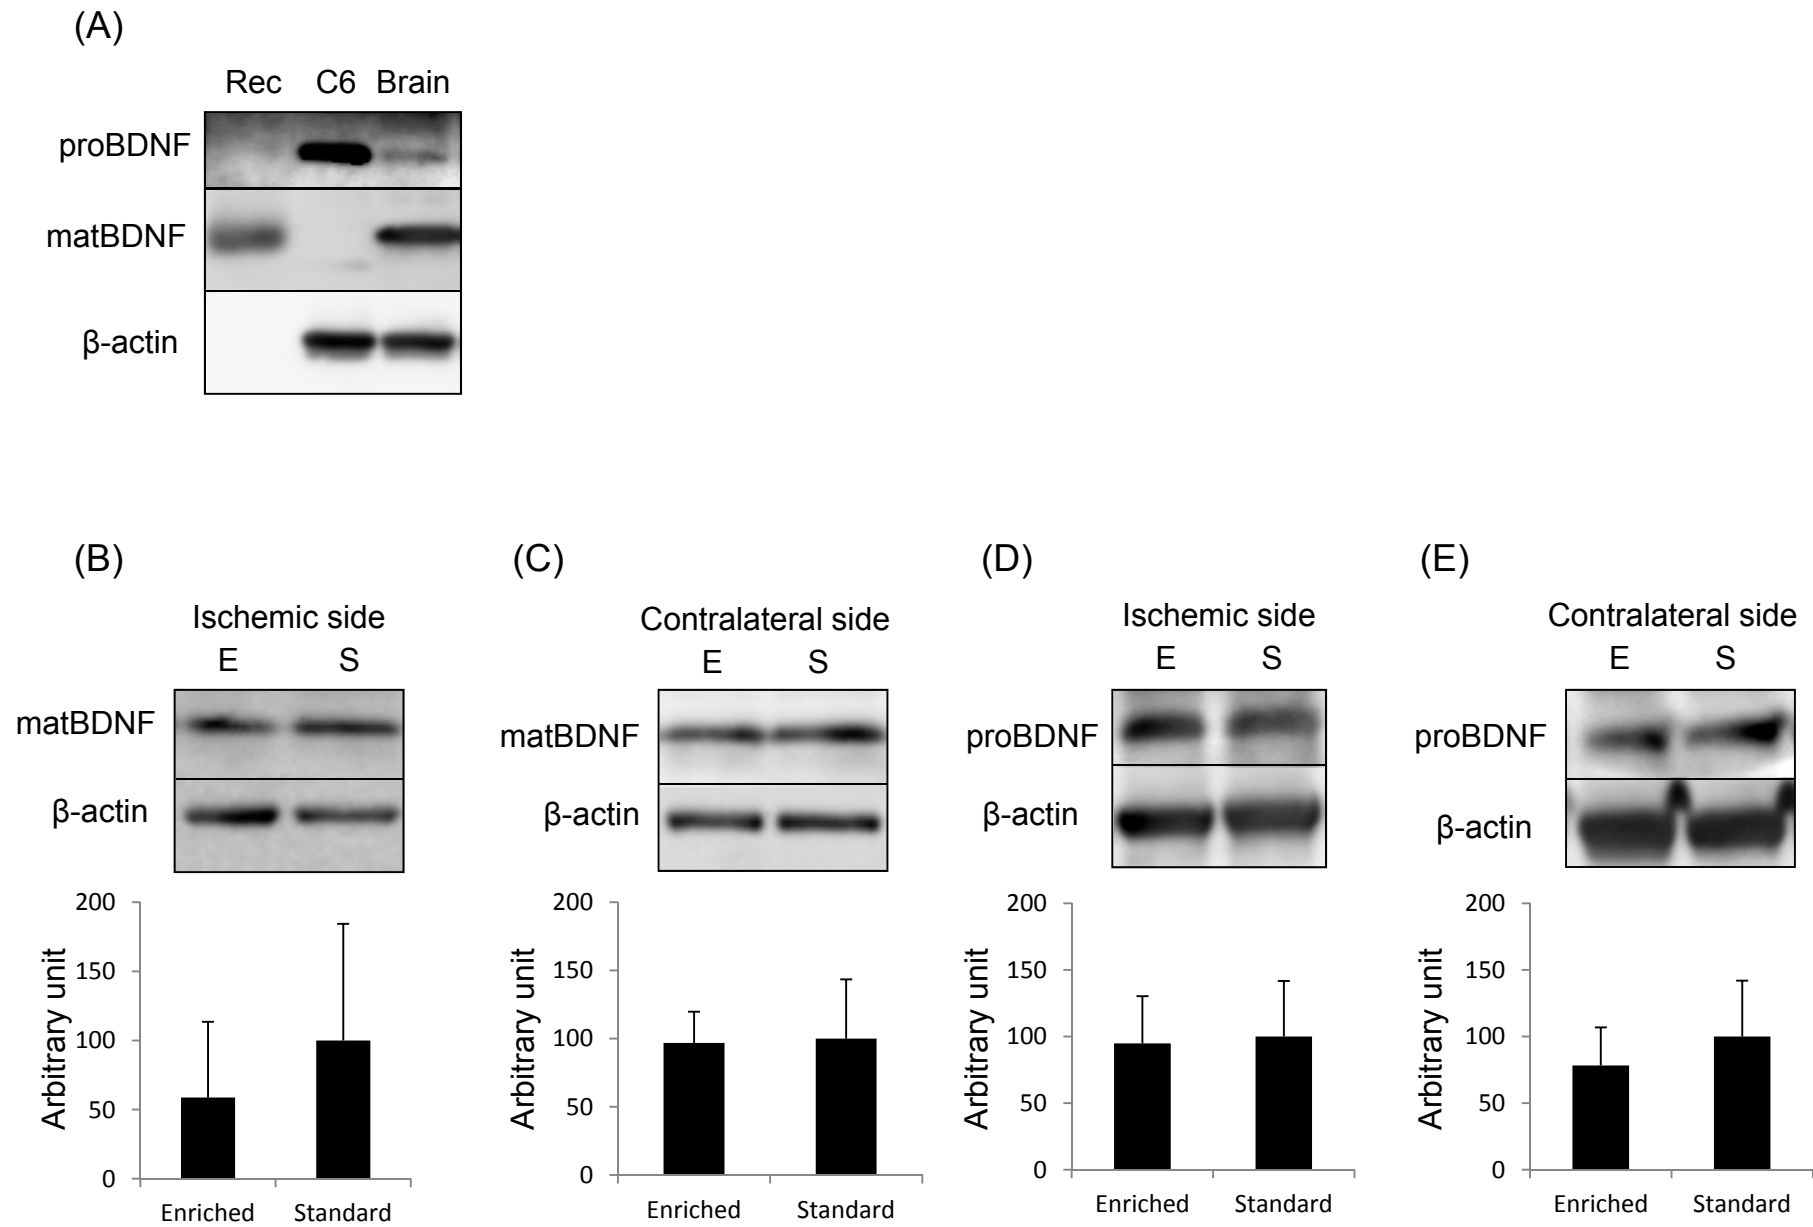 (A)
Rec C6 Brain
proBDNF
matBDNF
β-actin
(B)
Ischemic side
E S
matBDNF
β-actin
200
150
100
50
0
Arbitrary unit
Enriched Standard
(C)
Contralateral side
E S
matBDNF
β-actin
200
150
100
50
0
Arbitrary unit
Enriched Standard
(D)
Ischemic side
E S
proBDNF
β-actin
200
150
100
50
0
Arbitrary unit
Enriched Standard
(E)
Contralateral side
E S
proBDNF
β-actin
200
150
100
50
0
Arbitrary unit
Enriched Standard